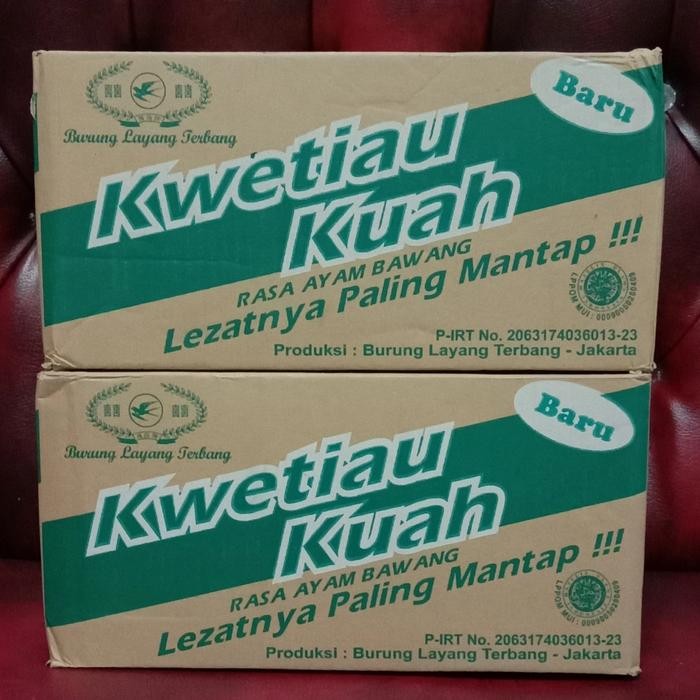 Burung Layang Terbang
Baru
Kwetiau
Kuah
RASA AYAM BAWANG
Lezatnya Paling Mantap !!!
P-IRT No. 2063174036013-23
Produksi : Burung Layang Terbang - Jakarta
Burung Layang Terbang
Baru
Kwetiau
Kuah
RASA AYAM BAWANG
Lezatnya Paling Mantap !!!
P-IRT No. 2063174036013-23
Produksi : Burung Layang Terbang - Jakarta